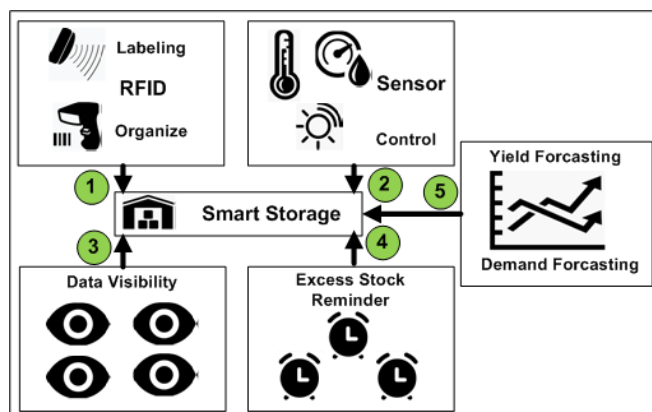 Labeling
RFID
Organize
Sensor
Control
1
2
5
Yield Forcasting
Smart Storage
3
4
Data Visibility
Excess Stock
Reminder
Demand Forcasting